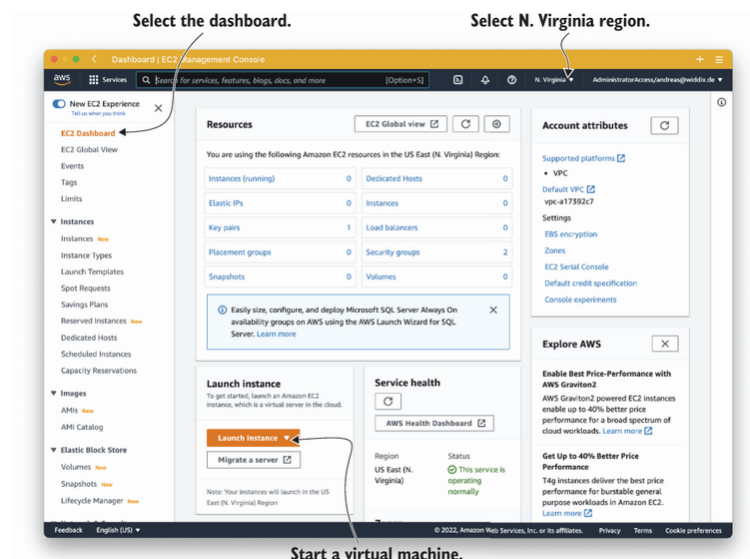 Select the dashboard.
Select N. Virginia region.
Dashboard | EC2 Management Console
aws
Services
Search for services, features, blogs, docs, and more
[Option+S]
N. Virginia
AdministratorAccess/andreas@widdix.de
New EC2 Experience
Tell us what you think
EC2 Dashboard
EC2 Global View
Events
Tags
Limits
Instances
Instances New
Instance Types
Launch Templates
Spot Requests
Savings Plans
Reserved Instances New
Dedicated Hosts
Scheduled Instances
Capacity Reservations
Images
AMIs New
AMI Catalog
Elastic Block Store
Volumes New
Snapshots New
Lifecycle Manager New
Resources
EC2 Global view
You are using the following Amazon EC2 resources in the US East (N. Virginia) Region:
Instances (running) 0
Dedicated Hosts 0
Elastic IPs 0
Instances 0
Key pairs 1
Load balancers 0
Placement groups 0
Security groups 2
Snapshots 0
Volumes 0
Easily size, configure, and deploy Microsoft SQL Server Always On
availability groups on AWS using the AWS Launch Wizard for SQL
Server. Learn more
Launch instance
To get started, launch an Amazon EC2
instance, which is a virtual server in the cloud.
Launch instance
Migrate a server
Note: Your instances will launch in the US
East (N. Virginia) Region
Service health
AWS Health Dashboard
Region
Status
US East (N.
Virginia)
This service is
operating
normally
Account attributes
Supported platforms
• VPC
Default VPC
vpc-a17392c7
Settings
EBS encryption
Zones
EC2 Serial Console
Default credit specification
Console experiments
Explore AWS
Enable Best Price-Performance with
AWS Graviton2
AWS Graviton2 powered EC2 instances
enable up to 40% better price
performance for a broad spectrum of
cloud workloads. Learn more
Get Up to 40% Better Price
Performance
T4g instances deliver the best price
performance for burstable general
purpose workloads in Amazon EC2.
Learn more
Feedback
English (US)
© 2022, Amazon Web Services, Inc. or its affiliates.
Privacy
Terms
Cookie preferences
Start a virtual machine.